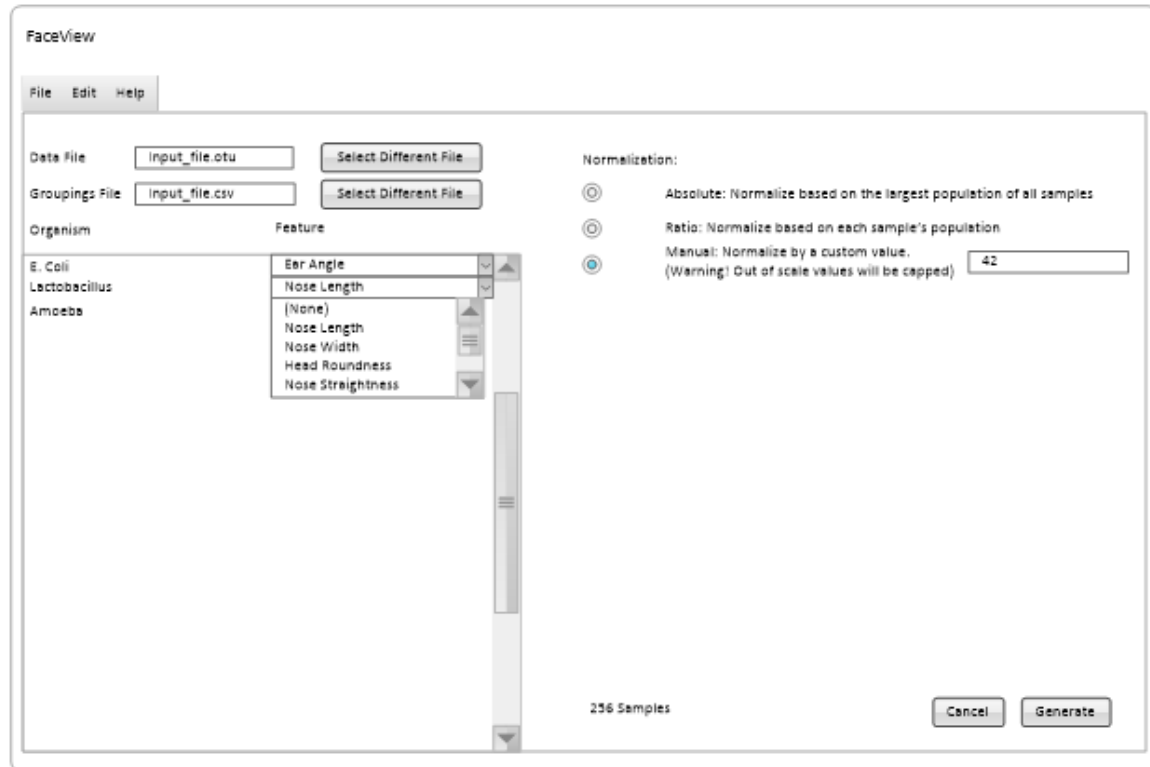 FaceView
File Edit Help
Data File Input_file.otu Select Different File
Groupings File Input_file.csv Select Different File
Organism Feature
E. Coli Ear Angle
Lactobacillus Nose Length
Amoeba (None)
Nose Length
Nose Width
Head Roundness
Nose Straightness
Normalization:
Absolute: Normalize based on the largest population of all samples
Ratio: Normalize based on each sample's population
Manual: Normalize by a custom value.
(Warning! Out of scale values will be capped) 42
256 Samples Cancel Generate